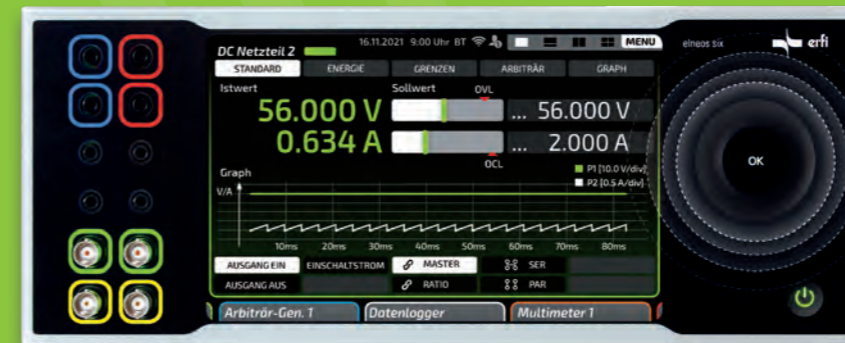 DC Netzteil 2 16.11.2021 9:00 Uhr BT MENU
elneos six erfi
STANDARD ENERGIE GRENZEN ARBITRÄR GRAPH
Istwert Sollwert OVL
56.000 V ... 56.000 V
0.634 A ... 2.000 A
OCL
Graph P1 [10.0 V/div]
V/A P2 [0.5 A/div]
OK
10ms 20ms 30ms 40ms 50ms 60ms 70ms 80ms
AUSGANG EIN EINSCHALTSTROM MASTER SER
AUSGANG AUS RATIO PAR
Arbiträr-Gen. 1 Datenlogger Multimeter 1